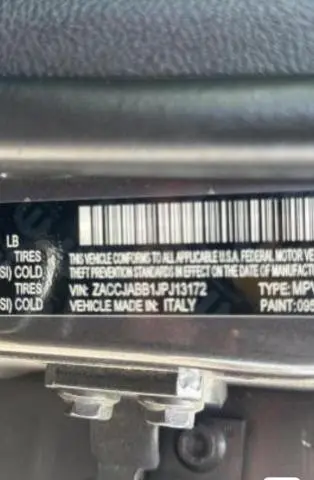 LB
TIRES
SI) COLD
TIRES
SI) COLD
THIS VEHICLE CONFORMS TO ALL APPLICABLE U.S.A. FEDERAL MOTOR VE
THEFT PREVENTION STANDARDS IN EFFECT ON THE DATE OF MANUFACT
VIN: ZACCJABB1JPJ13172 TYPE: MPV
VEHICLE MADE IN: ITALY PAINT: 095